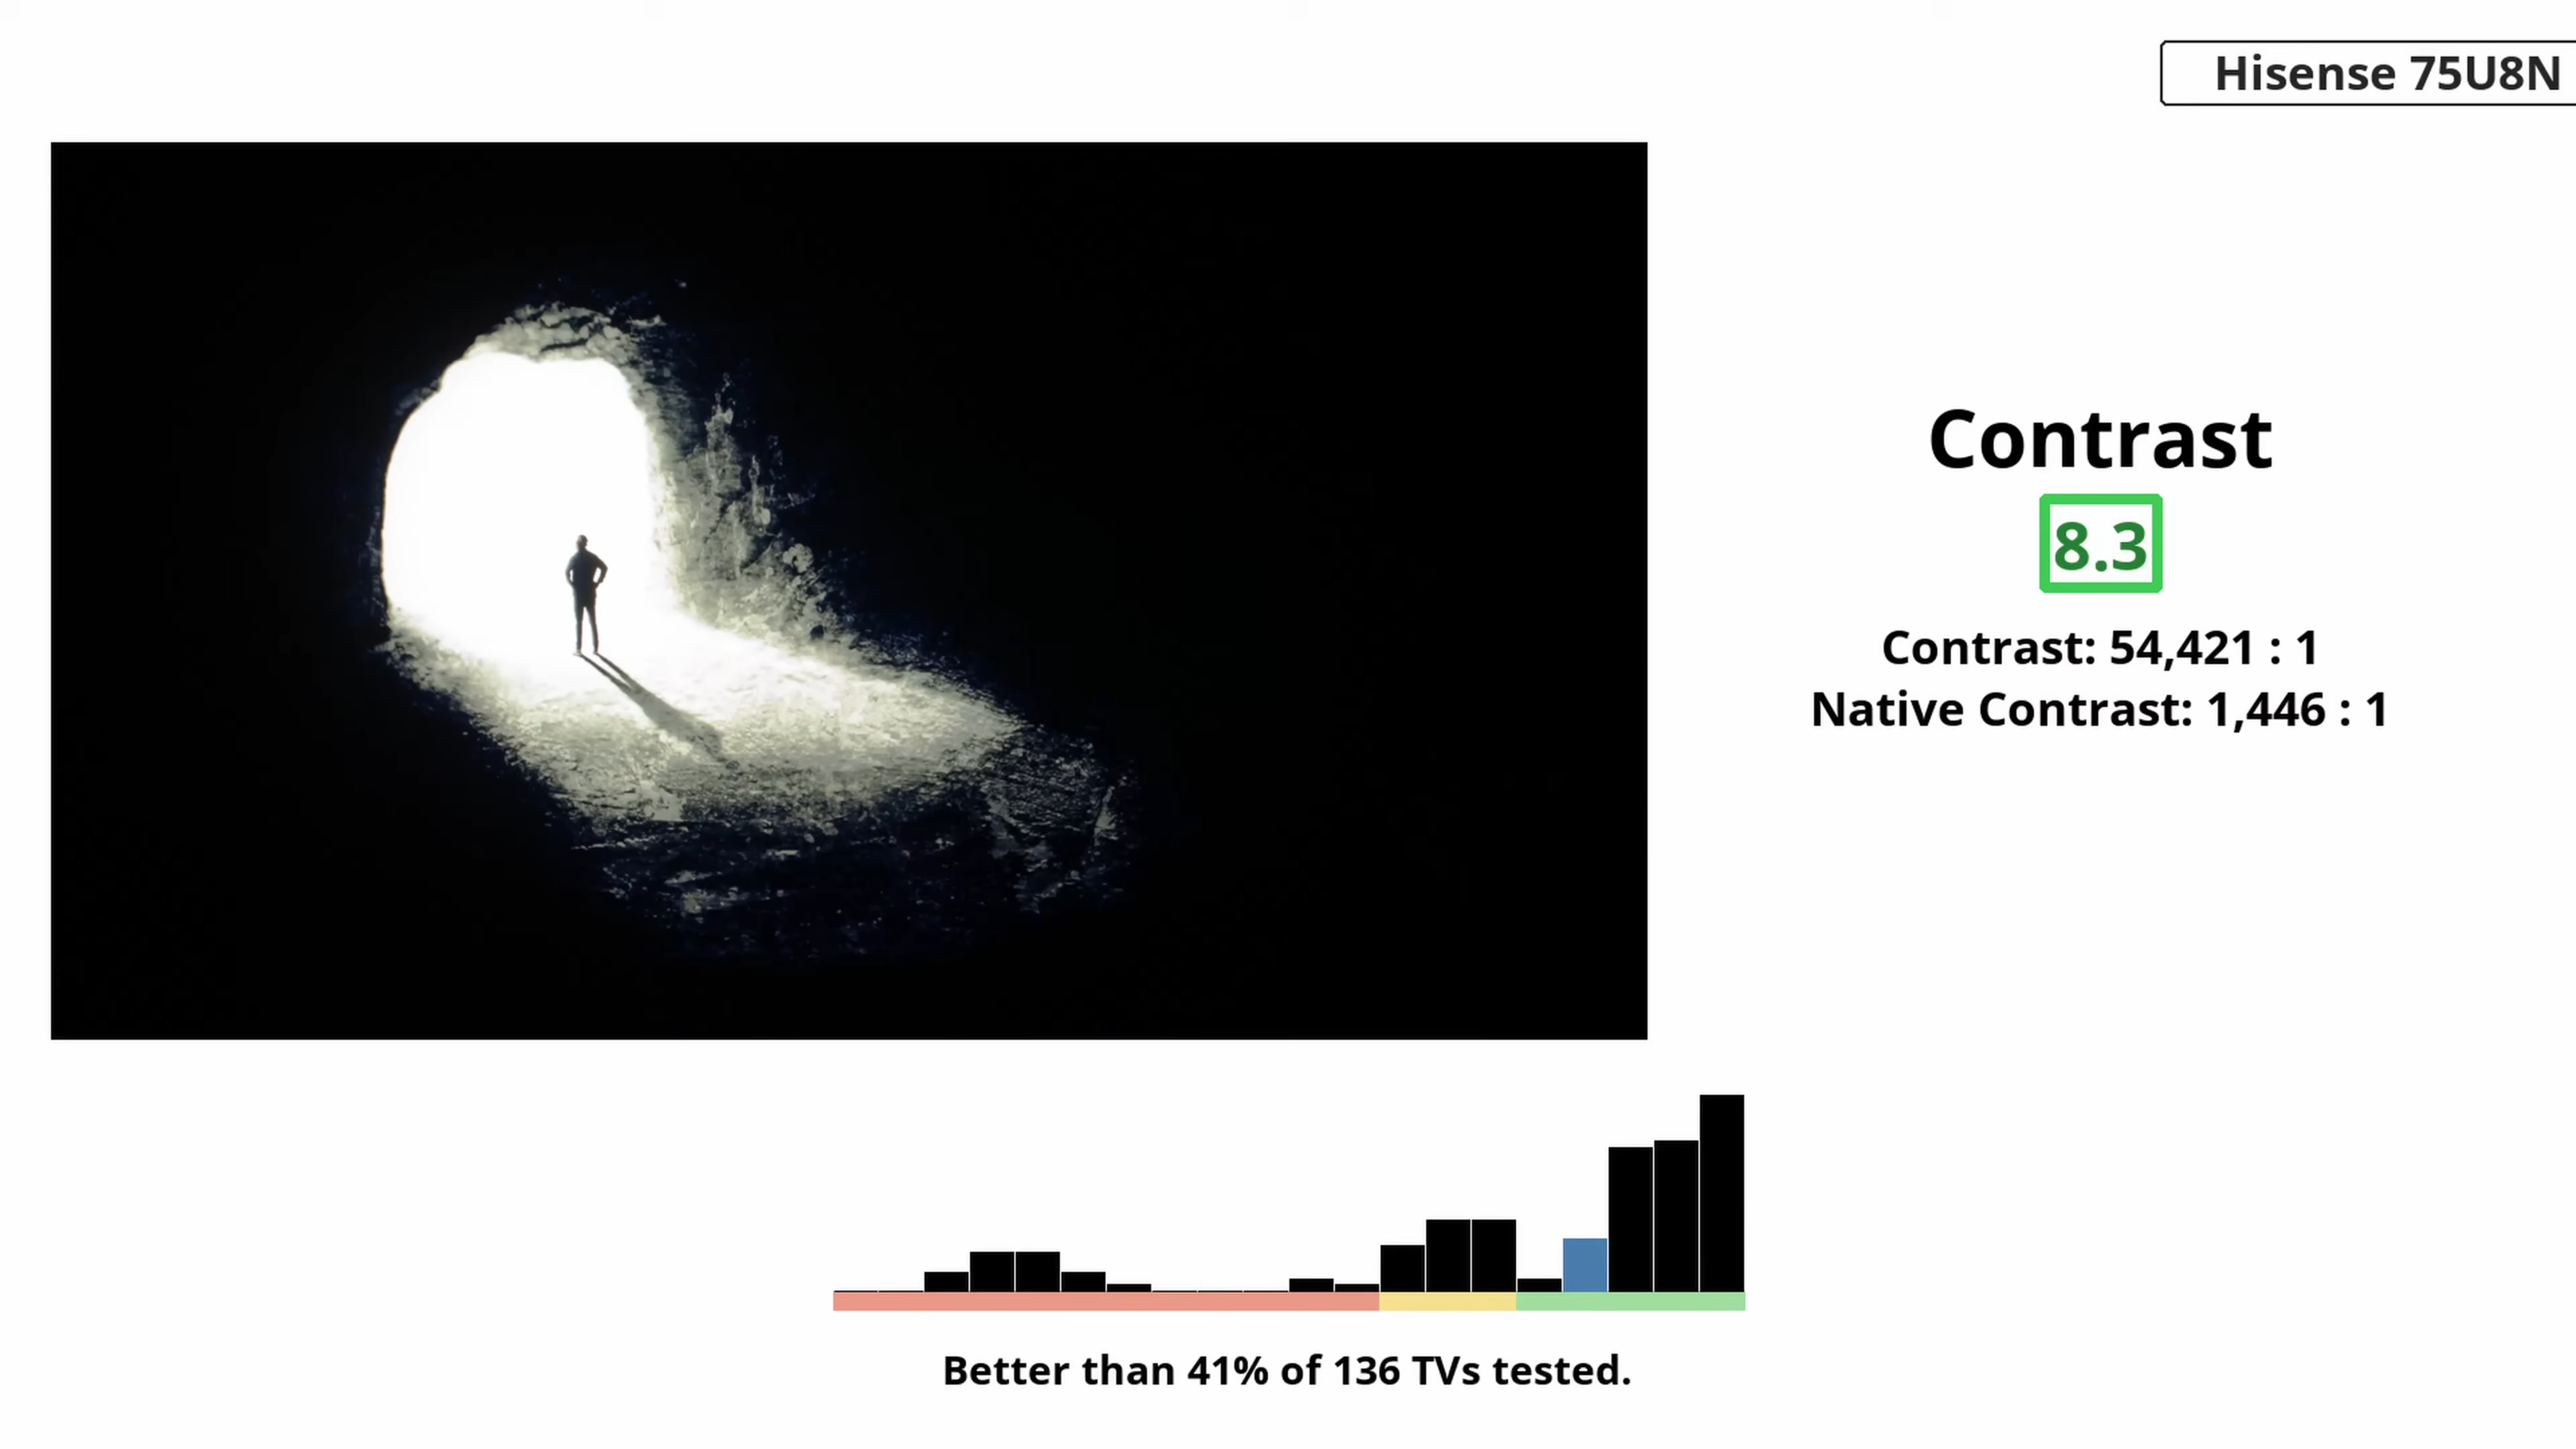 Hisense 75U8N
Contrast
8.3
Contrast: 54,421 : 1
Native Contrast: 1,446 : 1
Better than 41% of 136 TVs tested.